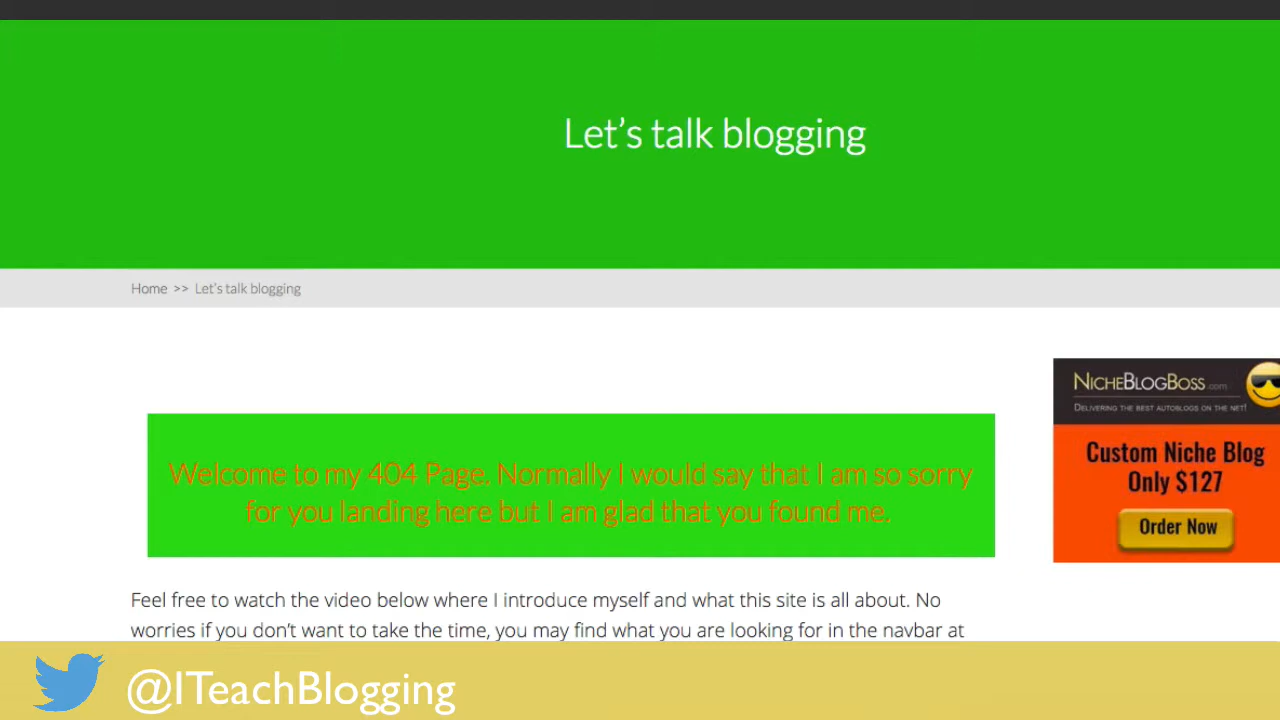 Let's talk blogging
Home >> Let's talk blogging
NICHEBLOGBOSS.com
DELIVERING THE BEST AUTOBLOGS ON THE NET!
Custom Niche Blog
Only $127
Order Now
Welcome to my 404 Page. Normally I would say that I am so sorry
for you landing here but I am glad that you found me.
Feel free to watch the video below where I introduce myself and what this site is all about. No
worries if you don't want to take the time, you may find what you are looking for in the navbar at
@ITeachBlogging